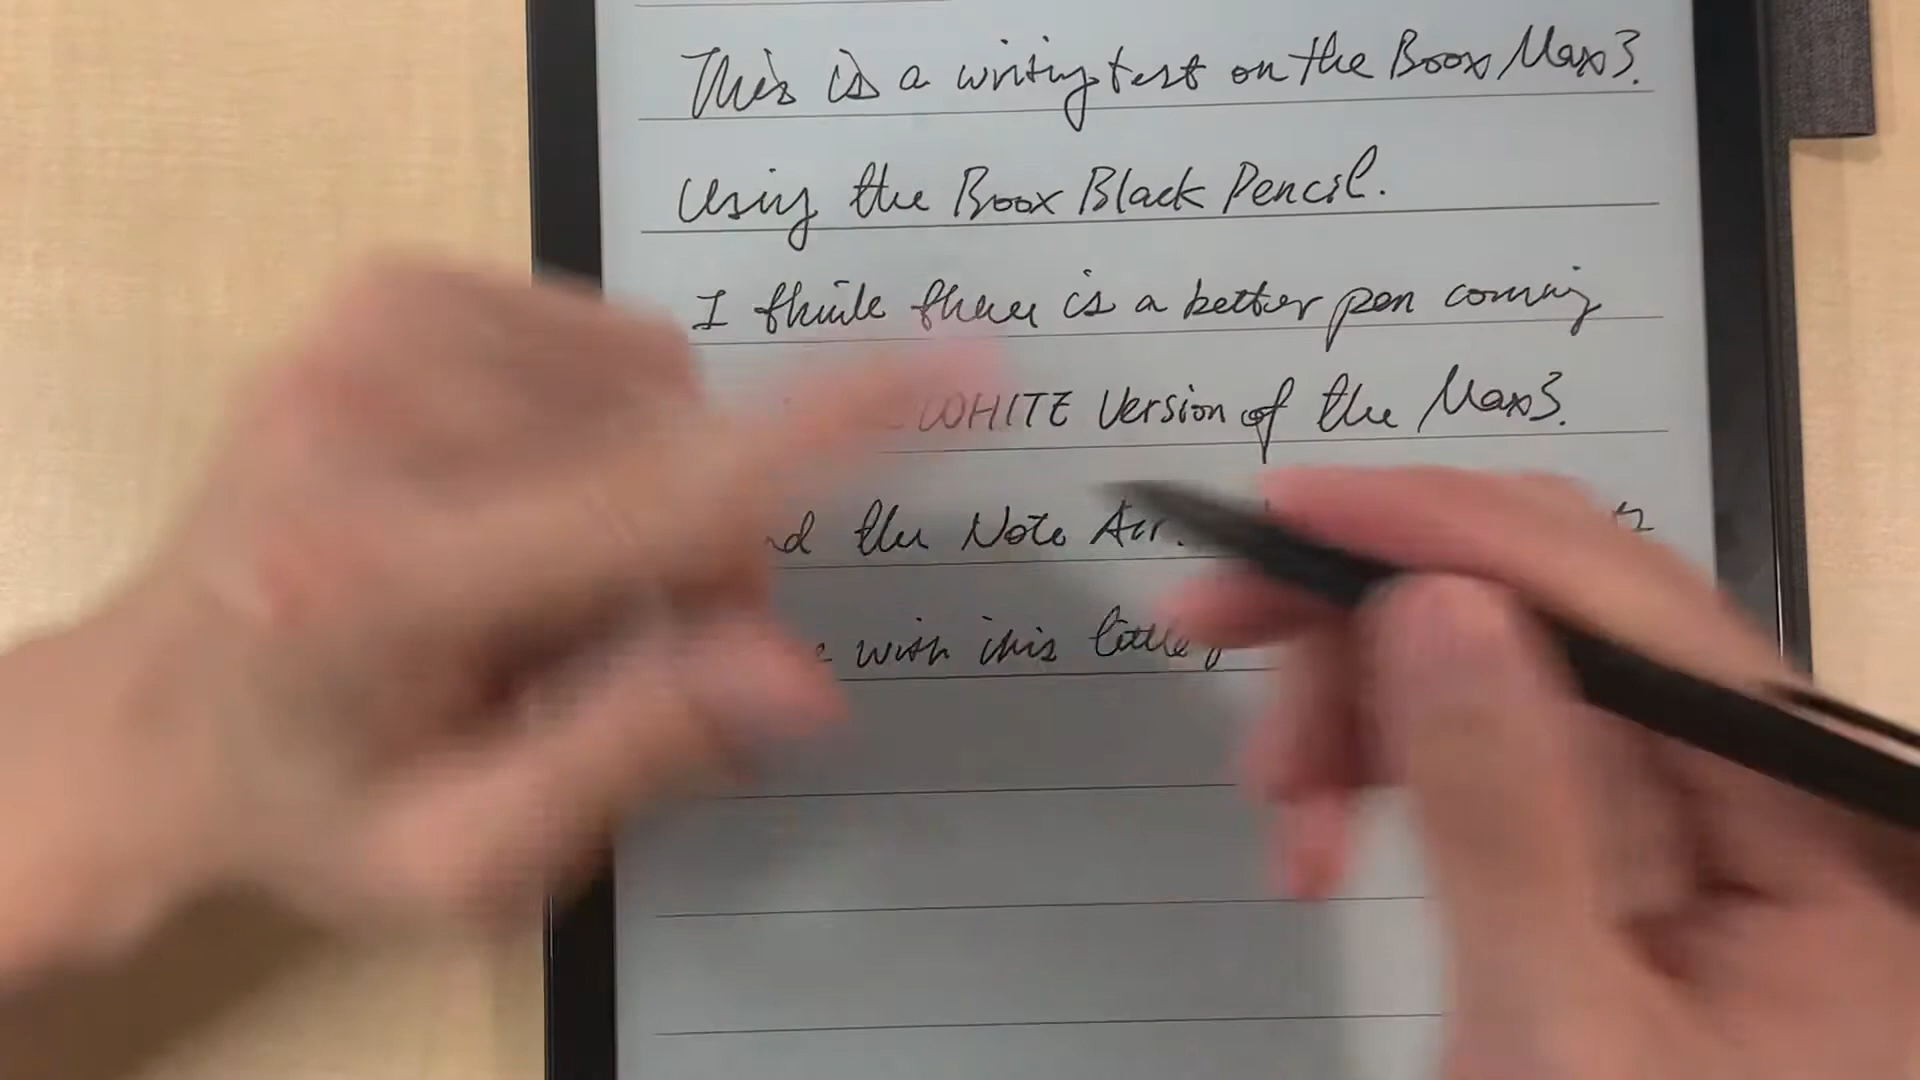 This is a writing test on the Boox Max3.
Using the Boox Black Pencil.
I think there is a better pen coming
WHITE Version of the Max3.
the Note Air.
with this little